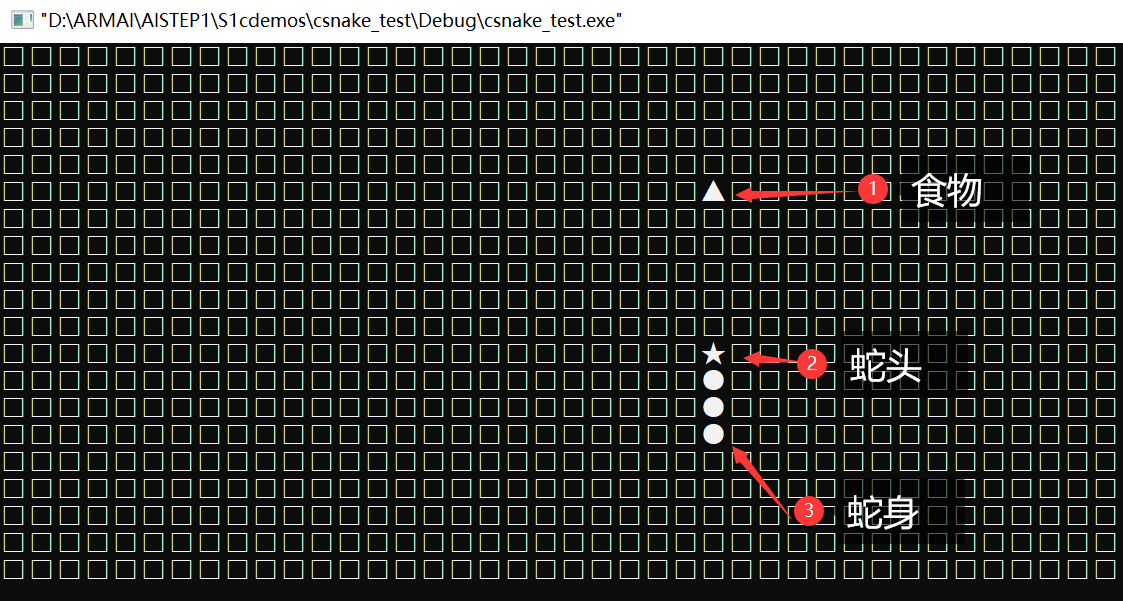 "D:\ARMAI\AISTEP1\S1cdemos\csnake_test\Debug\csnake_test.exe"
1 食物
2 蛇头
3 蛇身